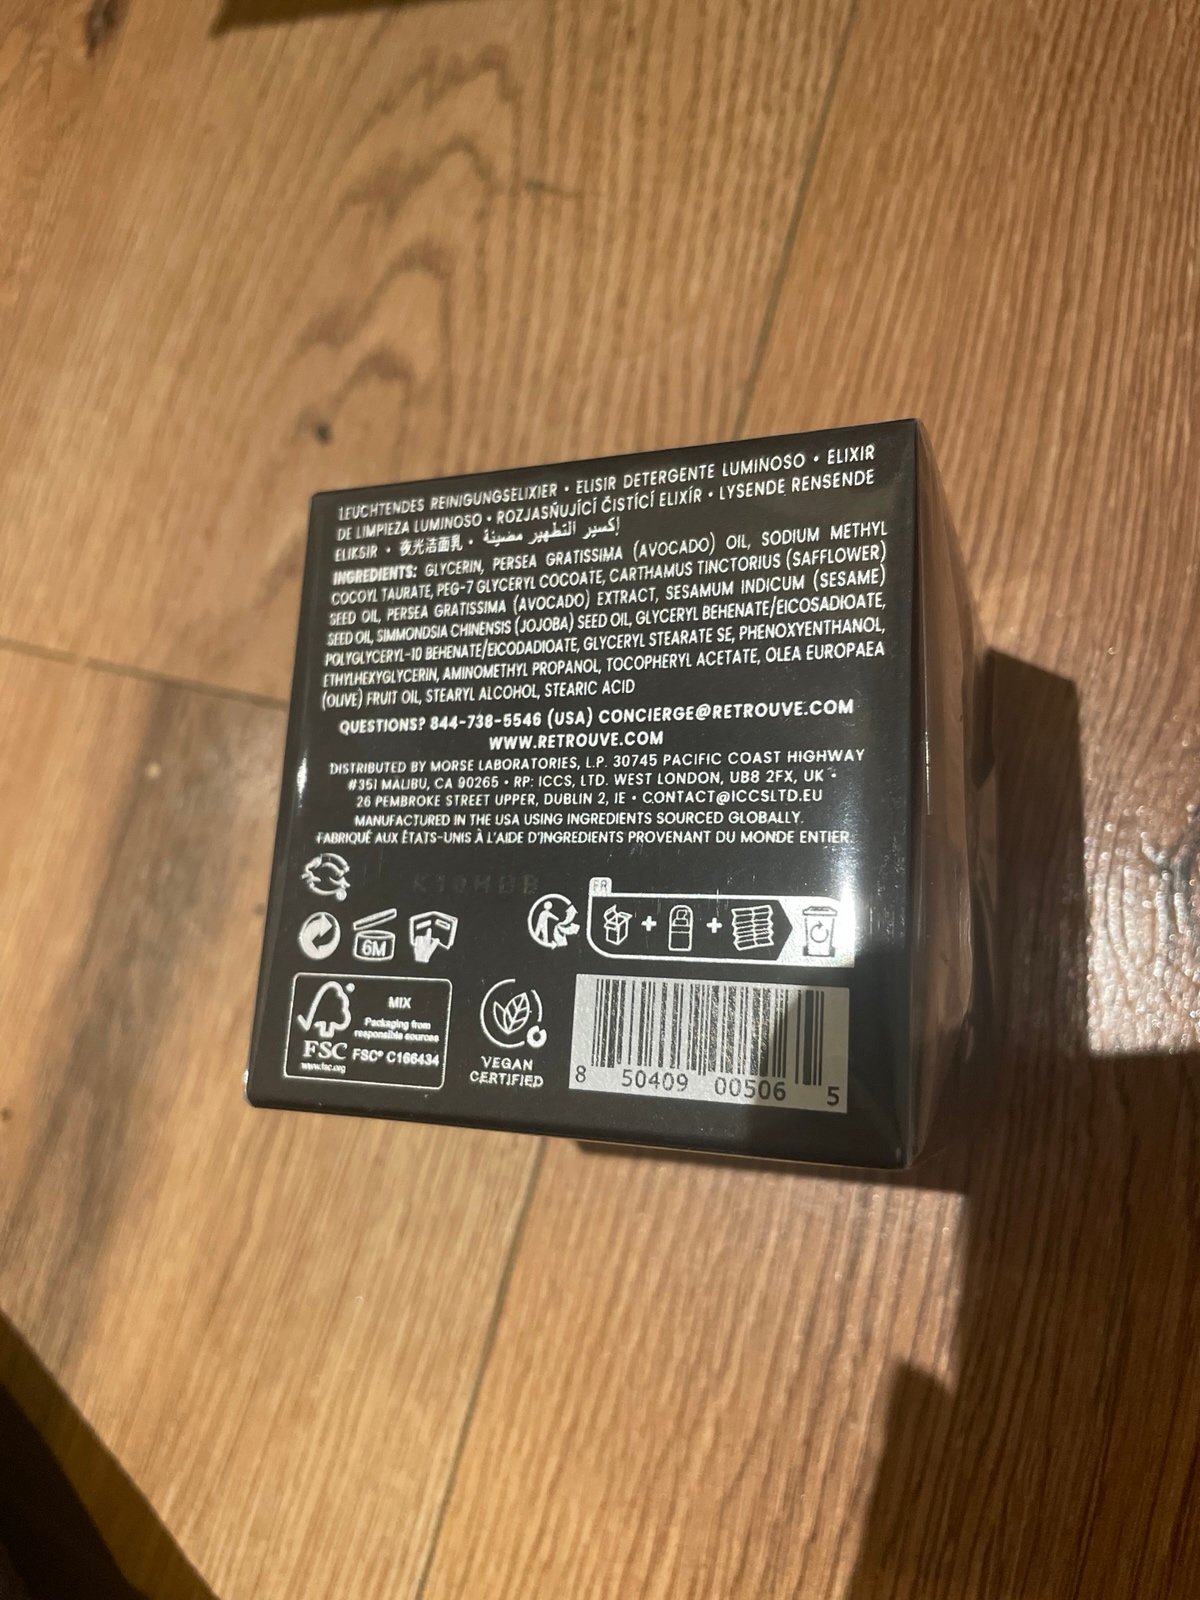 LEUCHTENDES REINIGUNGSELIXIER • ELISIR DETERGENTE LUMINOSO • ELIXIR
DE LIMPIEZA LUMINOSO • ROZJASŇUJÍCÍ ČISTÍCÍ ELIXÍR • LYSENDE RENSENDE
ELIKSIR • 夜光洁面乳 • إكسير التطهير مضيئة
INGREDIENTS: GLYCERIN, PERSEA GRATISSIMA (AVOCADO) OIL, SODIUM METHYL
COCOYL TAURATE, PEG-7 GLYCERYL COCOATE, CARTHAMUS TINCTORIUS (SAFFLOWER)
SEED OIL, PERSEA GRATISSIMA (AVOCADO) EXTRACT, SESAMUM INDICUM (SESAME)
SEED OIL, SIMMONDSIA CHINENSIS (JOJOBA) SEED OIL, GLYCERYL BEHENATE/EICOSADIOATE,
POLYGLYCERYL-10 BEHENATE/EICODADIOATE, GLYCERYL STEARATE SE, PHENOXYENTHANOL,
ETHYLHEXYGLYCERIN, AMINOMETHYL PROPANOL, TOCOPHERYL ACETATE, OLEA EUROPAEA
(OLIVE) FRUIT OIL, STEARYL ALCOHOL, STEARIC ACID
QUESTIONS? 844-738-5546 (USA) CONCIERGE@RETROUVE.COM
WWW.RETROUVE.COM
DISTRIBUTED BY MORSE LABORATORIES, L.P. 30745 PACIFIC COAST HIGHWAY
#351 MALIBU, CA 90265 • RP: ICCS, LTD. WEST LONDON, UB8 2FX, UK •
26 PEMBROKE STREET UPPER, DUBLIN 2, IE • CONTACT@ICCSLTD.EU
MANUFACTURED IN THE USA USING INGREDIENTS SOURCED GLOBALLY.
FABRIQUÉ AUX ÉTATS-UNIS À L'AIDE D'INGREDIENTS PROVENANT DU MONDE ENTIER.
FR
6M
MIX
Packaging from
responsible sources
FSC® C166434
FSC
www.fsc.org
VEGAN
CERTIFIED
8 50409 00506 5